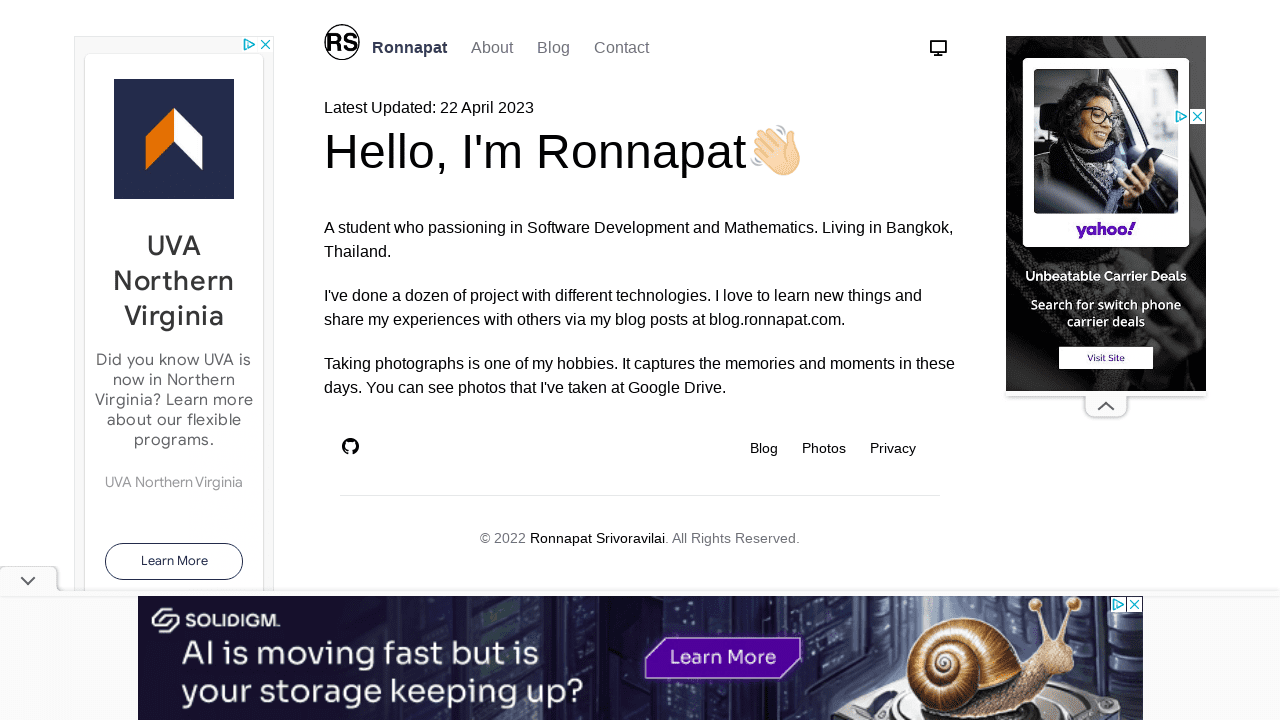 RS
Ronnapat
About
Blog
Contact
Latest Updated: 22 April 2023
Hello, I'm Ronnapat👋🏻
A student who passioning in Software Development and Mathematics. Living in Bangkok,
Thailand.
I've done a dozen of project with different technologies. I love to learn new things and
share my experiences with others via my blog posts at blog.ronnapat.com.
Taking photographs is one of my hobbies. It captures the memories and moments in these
days. You can see photos that I've taken at Google Drive.
Blog
Photos
Privacy
© 2022 Ronnapat Srivoravilai. All Rights Reserved.
UVA
Northern
Virginia
Did you know UVA is
now in Northern
Virginia? Learn more
about our flexible
programs.
UVA Northern Virginia
Learn More
yahoo!
Unbeatable Carrier Deals
Search for switch phone
carrier deals
Visit Site
SOLIDIGM
AI is moving fast but is
your storage keeping up?
Learn More